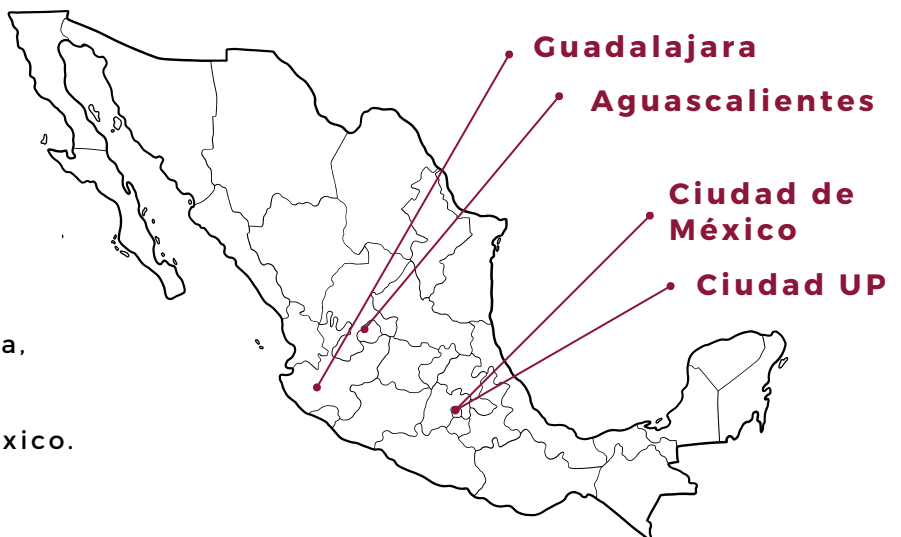 Guadalajara
Aguascalientes
Ciudad de
México
Ciudad UP
a,
xico.